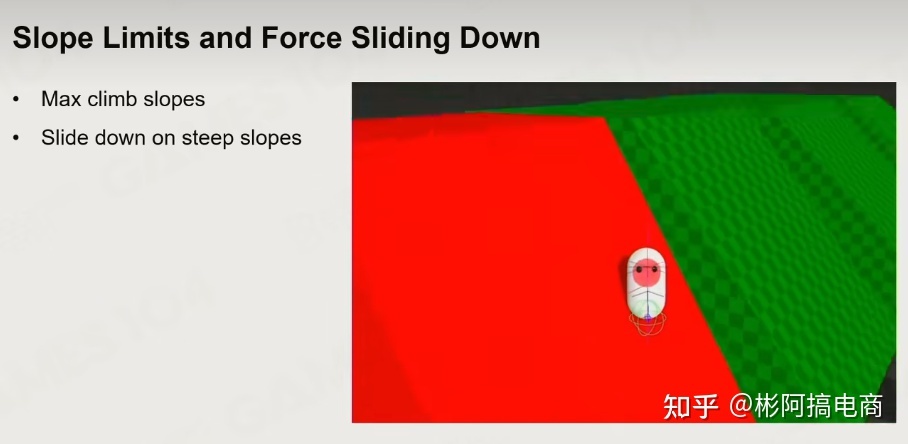 Slope Limits and Force Sliding Down
• Max climb slopes
• Slide down on steep slopes
知乎 @彬阿搞电商